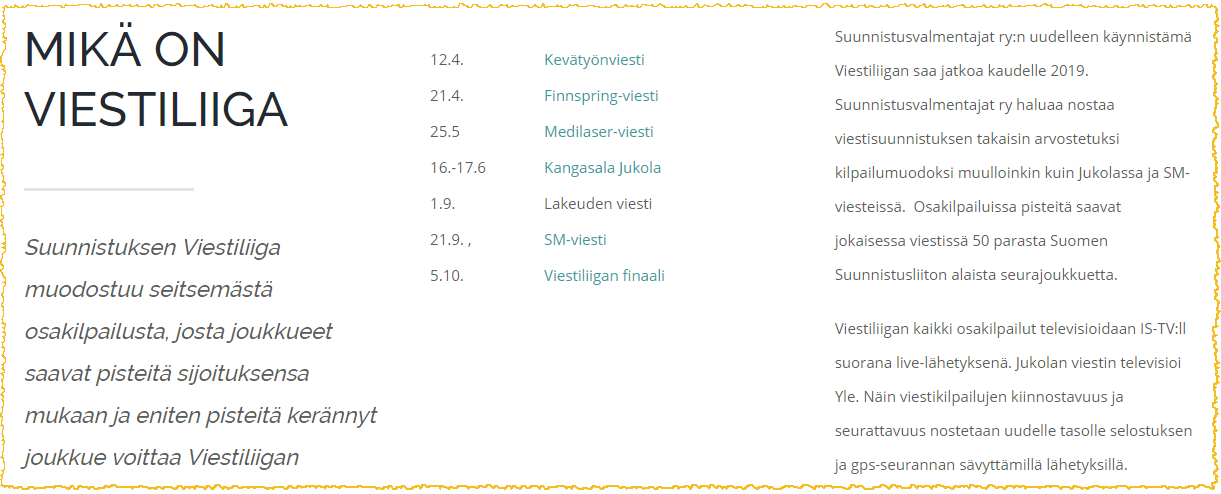 MIKÄ ON
VIESTILIIGA
Suunnistuksen Viestiliiga
muodostuu seitsemästä
osakilpailusta, josta joukkueet
saavat pisteitä sijoituksensa
mukaan ja eniten pisteitä kerännyt
joukkue voittaa Viestiliigan
12.4. Kevätyönviesti
21.4. Finnspring-viesti
25.5 Medilaser-viesti
16.-17.6 Kangasala Jukola
1.9. Lakeuden viesti
21.9. , SM-viesti
5.10. Viestiliigan finaali
Suunnistusvalmentajat ry:n uudelleen käynnistämä
Viestiliigan saa jatkoa kaudelle 2019.
Suunnistusvalmentajat ry haluaa nostaa
viestisuunnistuksen takaisin arvostetuksi
kilpailumuodoksi muulloinkin kuin Jukolassa ja SM-
viesteissä.  Osakilpailuissa pisteitä saavat
jokaisessa viestissä 50 parasta Suomen
Suunnistusliiton alaista seurajoukkuetta.
Viestiliigan kaikki osakilpailut televisioidaan IS-TV:ll
suorana live-lähetyksenä. Jukolan viestin televisioi
Yle. Näin viestikilpailujen kiinnostavuus ja
seurattavuus nostetaan uudelle tasolle selostuksen
ja gps-seurannan sävyttämillä lähetyksillä.